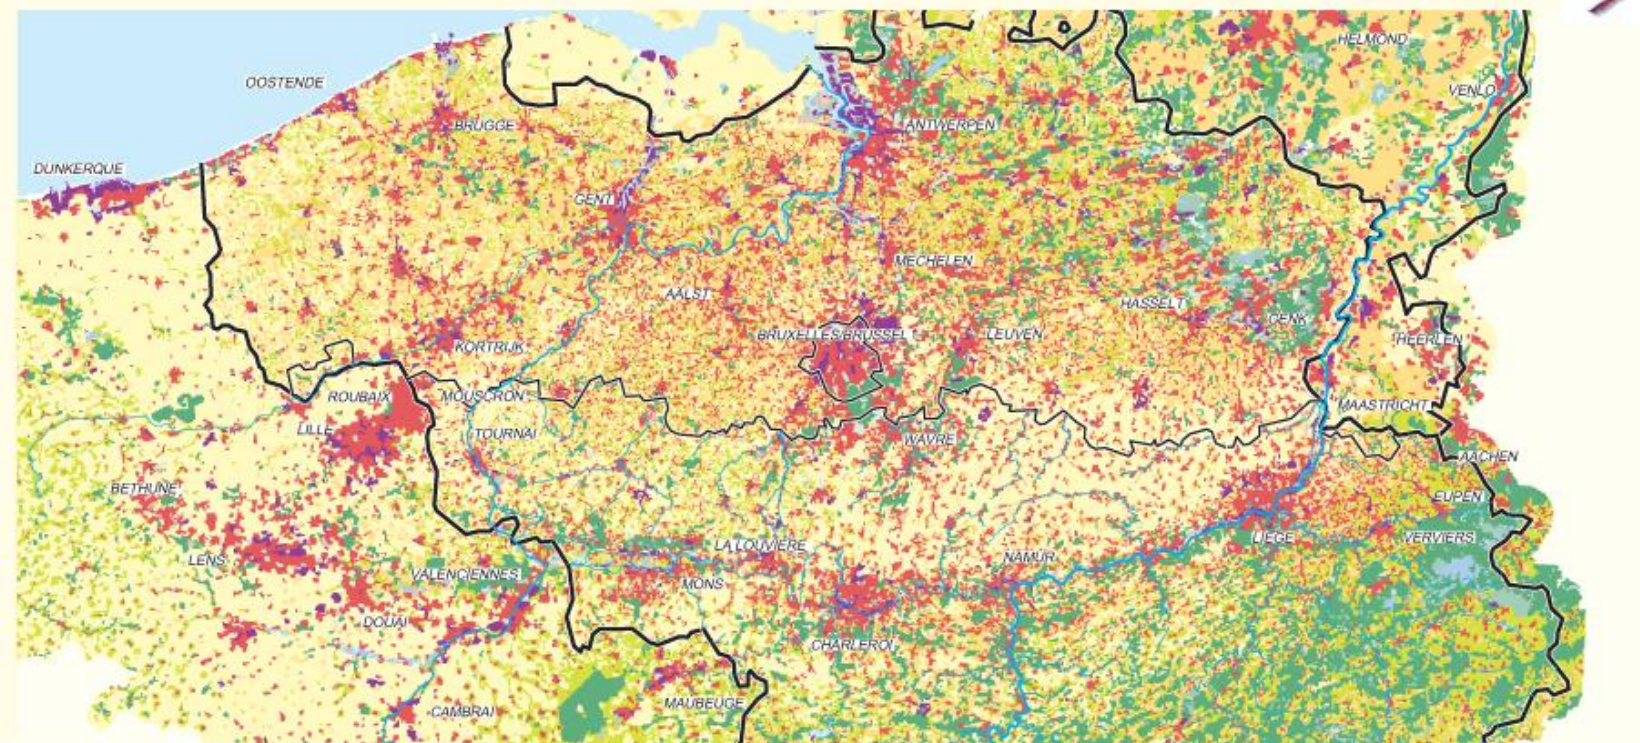 HELMOND
OOSTENDE
VENLO
BRUGGE
ANTWERPEN
DUNKERQUE
GENT
MECHELEN
AALST
HASSELT
GENK
BRUXELLES/BRUSSEL
LEUVEN
HEERLEN
KORTRIJK
ROUBAIX
MOUSCRON
MAASTRICHT
LILLE
TOURNAI
WAVRE
AACHEN
BETHUNE
EUPEN
LIEGE
VERVIERS
LA LOUVIERE
LENS
NAMUR
VALENCIENNES
MONS
DOUAI
CHARLEROI
MAUBEUGE
CAMBRAI